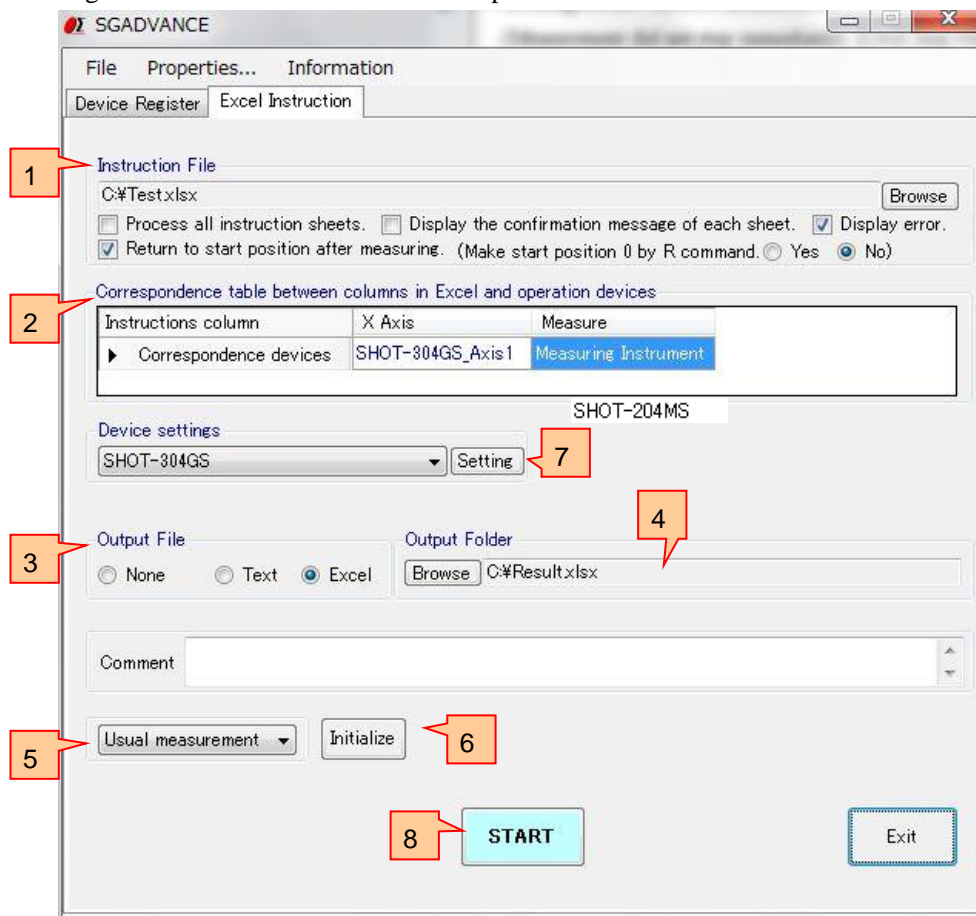 SGADVANCE
File Properties... Information
Device Register Excel Instruction
1
Instruction File
C:¥Test.xlsx Browse
Process all instruction sheets. Display the confirmation message of each sheet. Display error.
Return to start position after measuring. (Make start position 0 by R command. Yes No)
2
Correspondence table between columns in Excel and operation devices
Instructions column X Axis Measure
Correspondence devices SHOT-304GS_Axis1 Measuring Instrument
SHOT-204MS
Device settings
SHOT-304GS Setting 7
4
3
Output File Output Folder
None Text Excel Browse C:¥Result.xlsx
Comment
5
Usual measurement Initialize 6
8 START Exit